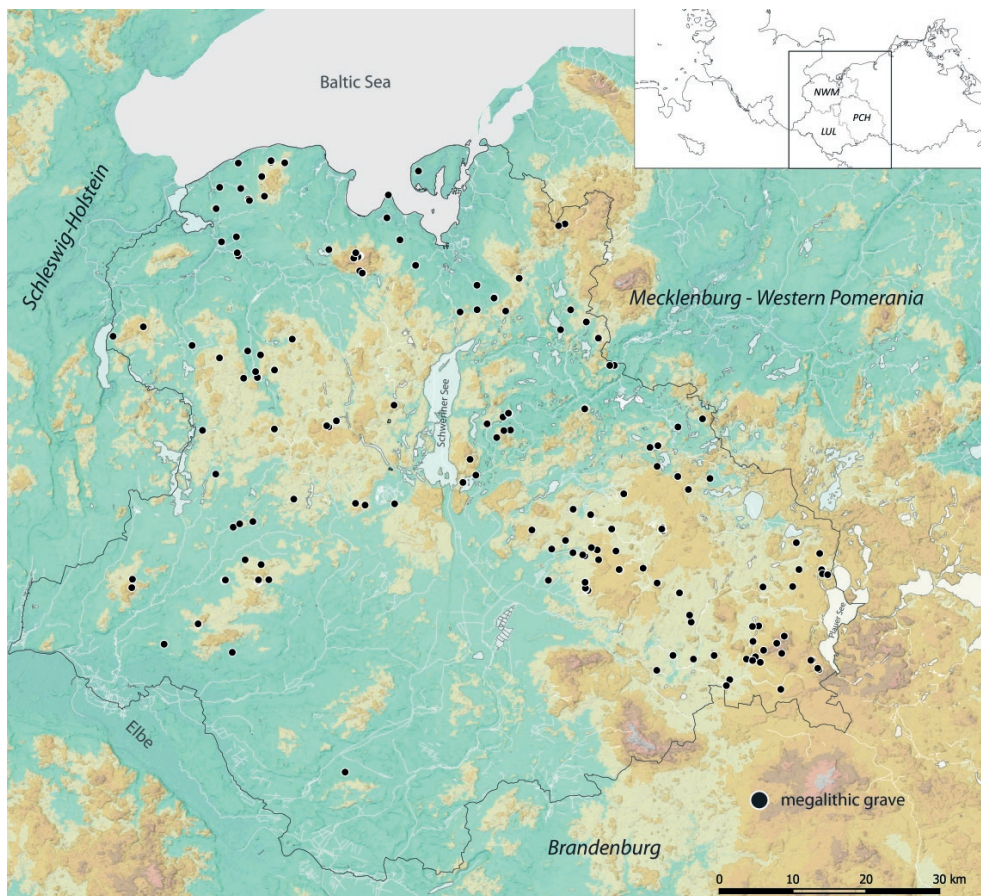 Baltic Sea
NWM
PCH
LUL
Schleswig-Holstein
Mecklenburg - Western Pomerania
Schweriner See
Plauer See
Elbe
megalithic grave
Brandenburg
0 10 20 30 km